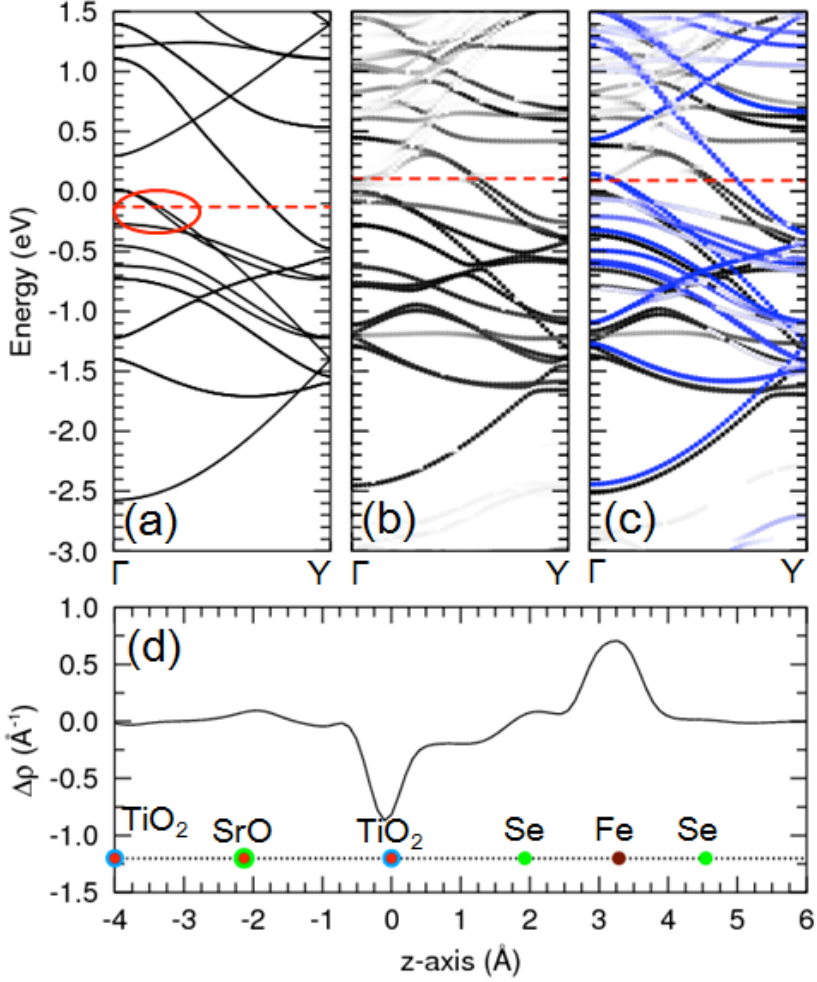 1.5
1.0
0.5
0.0
-0.5
-1.0
-1.5
-2.0
-2.5
-3.0
Energy (eV)
(a) (b) (c)
Γ Y Γ Y Γ Y
1.0
0.5
0.0
-0.5
-1.0
-1.5
Δρ (Å⁻¹)
(d)
TiO₂ SrO TiO₂ Se Fe Se
-4 -3 -2 -1 0 1 2 3 4 5 6
z-axis (Å)